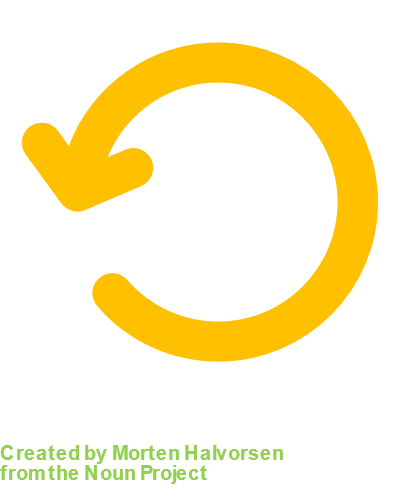 Created by Morten Halvorsen
from the Noun Project